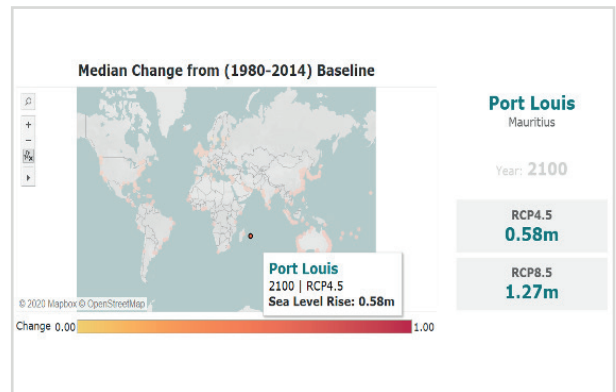 Median Change from (1980-2014) Baseline
Port Louis
Mauritius
Year: 2100
RCP4.5
0.58m
RCP8.5
1.27m
Port Louis
2100 | RCP4.5
Sea Level Rise: 0.58m
© 2020 Mapbox © OpenStreetMap
Change 0.00 1.00